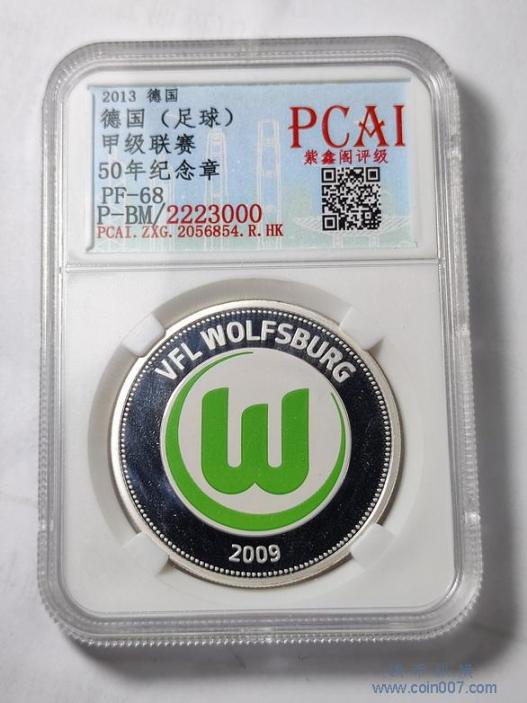 2013 德国
德国（足球）
甲级联赛
50年纪念章
PF-68
P-BM/2223000
PCAI.ZXG.2056854.R.HK
PCAI
紫鑫阁评级
VFL WOLFSBURG
W
2009
www.coin007.com